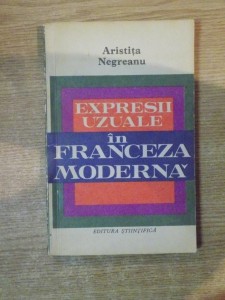 Aristița
Negreanu
EXPRESII
UZUALE
în
FRANCEZA
MODERNĂ
EDITURA ȘTIINȚIFICĂ